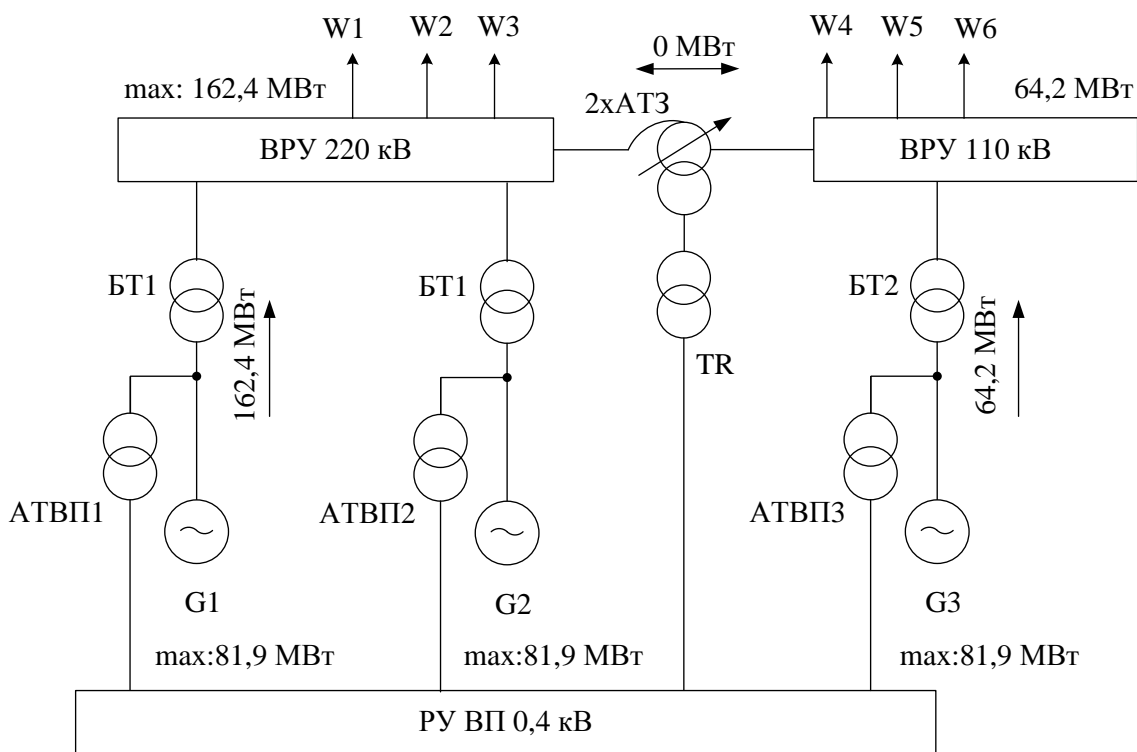 W1
W2
W3
W4
W5
W6
0 МВт
max: 162,4 МВт
2хАТЗ
64,2 МВт
ВРУ 220 кВ
ВРУ 110 кВ
БТ1
162,4 МВт
БТ1
БТ2
64,2 МВт
TR
АТВП1
АТВП2
АТВП3
G1
G2
G3
max:81,9 МВт
max:81,9 МВт
max:81,9 МВт
РУ ВП 0,4 кВ